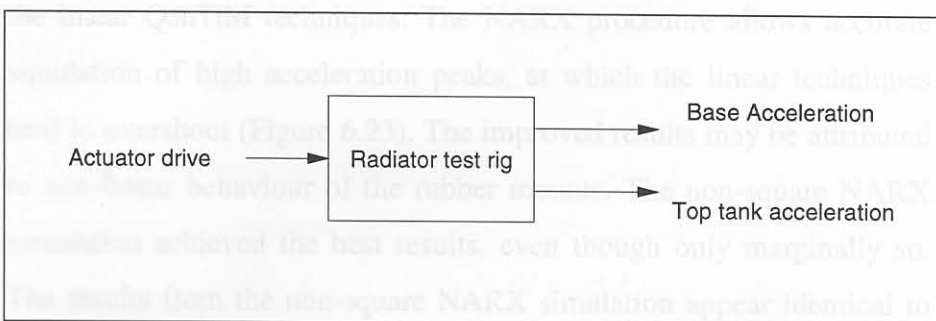 the linear QanTiM techniques. The NARX procedure allows accurate
simulation of high acceleration peaks, at which the linear techniques
tend to overshoot (Figure 6.23). The improved results may be attributed
to non-linear behaviour of the rubber mounts. The non-square NARX
simulation achieved the best results, even though only marginally so.
The results from the non-square NARX simulation appear identical to
Base Acceleration
Actuator drive
Radiator test rig
Top tank acceleration